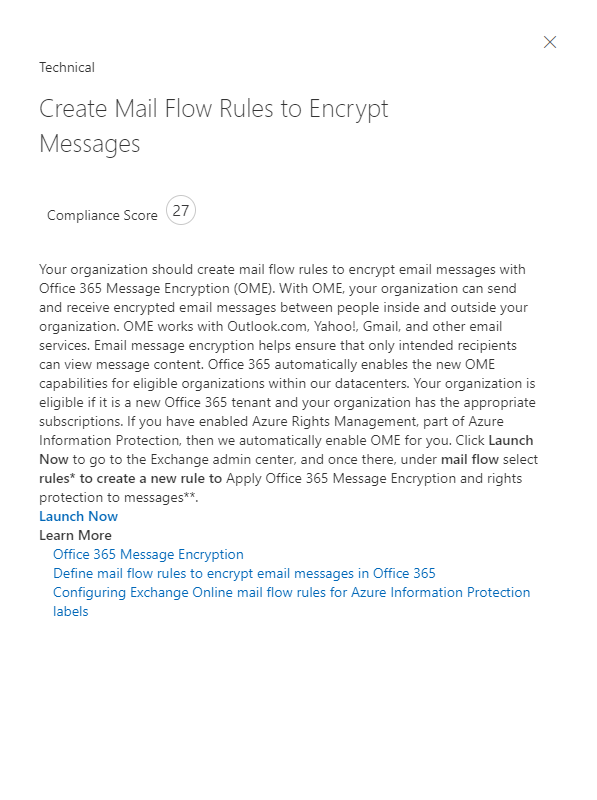 Technical
Create Mail Flow Rules to Encrypt
Messages
Compliance Score 27
Your organization should create mail flow rules to encrypt email messages with
Office 365 Message Encryption (OME). With OME, your organization can send
and receive encrypted email messages between people inside and outside your
organization. OME works with Outlook.com, Yahoo!, Gmail, and other email
services. Email message encryption helps ensure that only intended recipients
can view message content. Office 365 automatically enables the new OME
capabilities for eligible organizations within our datacenters. Your organization is
eligible if it is a new Office 365 tenant and your organization has the appropriate
subscriptions. If you have enabled Azure Rights Management, part of Azure
Information Protection, then we automatically enable OME for you. Click Launch
Now to go to the Exchange admin center, and once there, under mail flow select
rules* to create a new rule to Apply Office 365 Message Encryption and rights
protection to messages**.
Launch Now
Learn More
Office 365 Message Encryption
Define mail flow rules to encrypt email messages in Office 365
Configuring Exchange Online mail flow rules for Azure Information Protection
labels